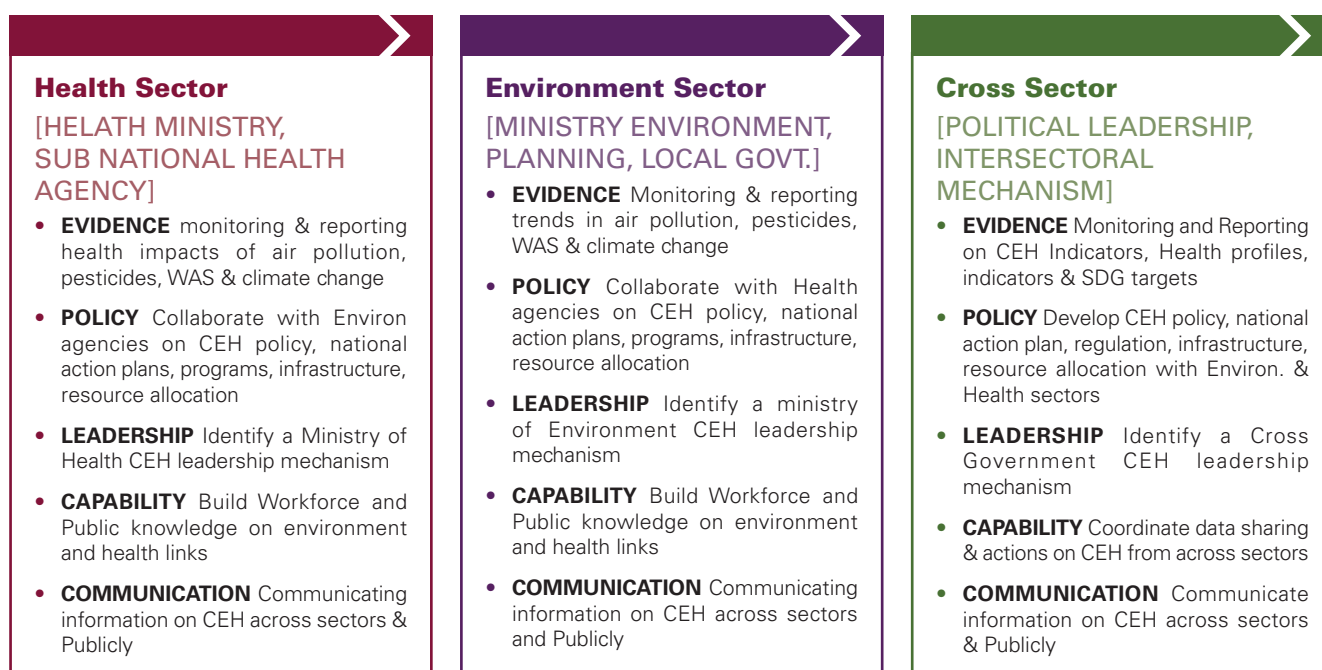 Health Sector
[HELATH MINISTRY,
SUB NATIONAL HEALTH
AGENCY]
• EVIDENCE monitoring & reporting
health impacts of air pollution,
pesticides, WAS & climate change
• POLICY Collaborate with Environ
agencies on CEH policy, national
action plans, programs, infrastructure,
resource allocation
• LEADERSHIP Identify a Ministry of
Health CEH leadership mechanism
• CAPABILITY Build Workforce and
Public knowledge on environment
and health links
• COMMUNICATION Communicating
information on CEH across sectors &
Publicly
Environment Sector
[MINISTRY ENVIRONMENT,
PLANNING, LOCAL GOVT.]
• EVIDENCE Monitoring & reporting
trends in air pollution, pesticides,
WAS & climate change
• POLICY Collaborate with Health
agencies on CEH policy, national
action plans, programs, infrastructure,
resource allocation
• LEADERSHIP Identify a ministry
of Environment CEH leadership
mechanism
• CAPABILITY Build Workforce and
Public knowledge on environment
and health links
• COMMUNICATION Communicating
information on CEH across sectors
and Publicly
Cross Sector
[POLITICAL LEADERSHIP,
INTERSECTORAL
MECHANISM]
• EVIDENCE Monitoring and Reporting
on CEH Indicators, Health profiles,
indicators & SDG targets
• POLICY Develop CEH policy, national
action plan, regulation, infrastructure,
resource allocation with Environ. &
Health sectors
• LEADERSHIP Identify a Cross
Government CEH leadership
mechanism
• CAPABILITY Coordinate data sharing
& actions on CEH from across sectors
• COMMUNICATION Communicate
information on CEH across sectors
& Publicly